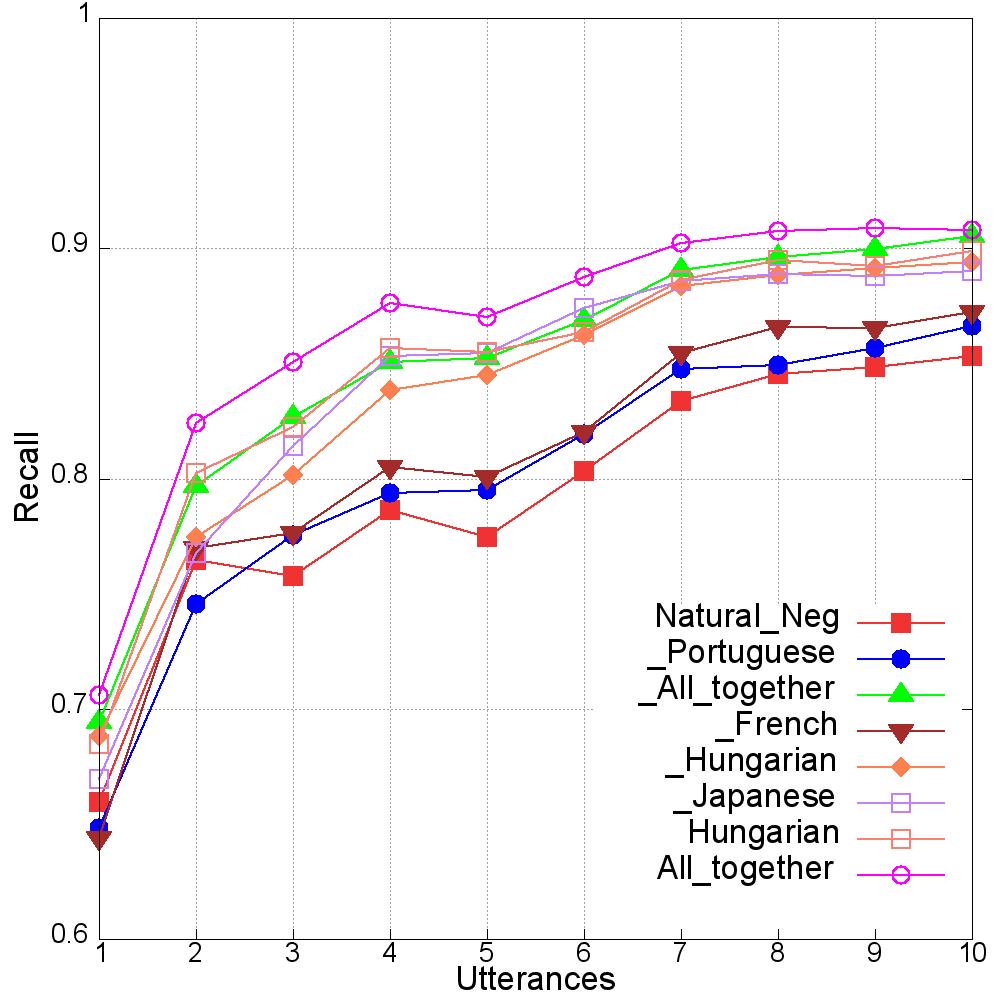 1
0.9
0.8
0.7
0.6
Recall
1 2 3 4 5 6 7 8 9 10
Utterances
Natural_Neg
_Portuguese
_All_together
_French
_Hungarian
_Japanese
Hungarian
All_together